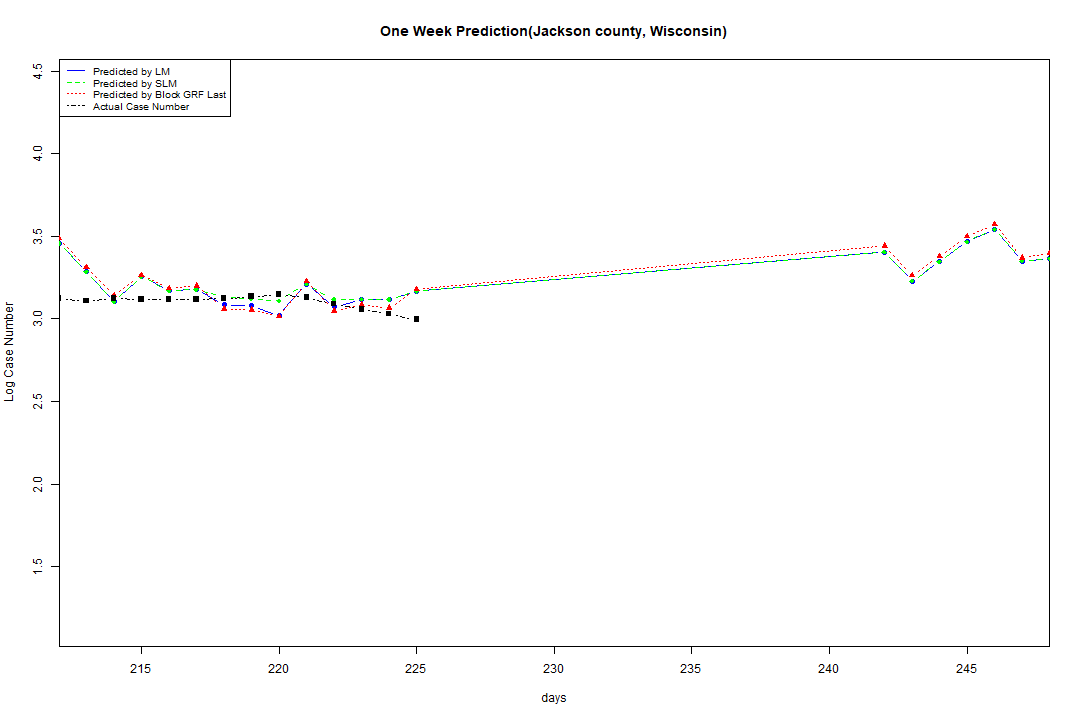 One Week Prediction(Jackson county, Wisconsin)
Predicted by LM
Predicted by SLM
Predicted by Block GRF Last
Actual Case Number
4.5
4.0
3.5
3.0
2.5
2.0
1.5
Log Case Number
215 220 225 230 235 240 245
days